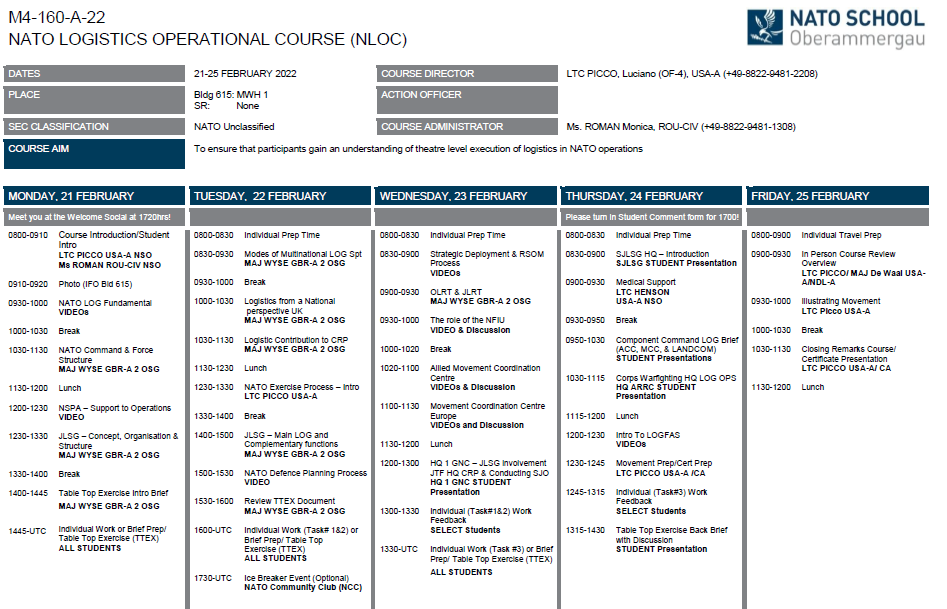 M4-160-A-22
NATO LOGISTICS OPERATIONAL COURSE (NLOC)
NATO SCHOOL
Oberammergau
DATES
21-25 FEBRUARY 2022
COURSE DIRECTOR
LTC PICCO, Luciano (OF-4), USA-A (+49-8822-9481-2208)
PLACE
Bldg 615: MWH 1
SR: None
ACTION OFFICER
SEC CLASSIFICATION
NATO Unclassified
COURSE ADMINISTRATOR
Ms. ROMAN Monica, ROU-CIV (+49-8822-9481-1308)
COURSE AIM
To ensure that participants gain an understanding of theatre level execution of logistics in NATO operations
MONDAY, 21 FEBRUARY
Meet you at the Welcome Social at 1720hrs!
0800-0910 Course Introduction/Student
Intro
LTC PICCO USA-A NSO
Ms ROMAN ROU-CIV NSO
0910-0920 Photo (IFO Bld 615)
0930-1000 NATO LOG Fundamental
VIDEOs
1000-1030 Break
1030-1130 NATO Command & Force
Structure
MAJ WYSE GBR-A 2 OSG
1130-1200 Lunch
1200-1230 NSPA – Support to Operations
VIDEO
1230-1330 JLSG – Concept, Organisation &
Structure
MAJ WYSE GBR-A 2 OSG
1330-1400 Break
1400-1445 Table Top Exercise Intro Brief
MAJ WYSE GBR-A 2 OSG
1445-UTC Individual Work or Brief Prep/
Table Top Exercise (TTEX)
ALL STUDENTS
TUESDAY, 22 FEBRUARY
0800-0830 Individual Prep Time
0830-0930 Modes of Multinational LOG Spt
MAJ WYSE GBR-A 2 OSG
0930-1000 Break
1000-1030 Logistics from a National
perspective UK
MAJ WYSE GBR-A 2 OSG
1030-1130 Logistic Contribution to CRP
MAJ WYSE GBR-A 2 OSG
1130-1230 Lunch
1230-1330 NATO Exercise Process – Intro
LTC PICCO USA-A
1330-1400 Break
1400-1500 JLSG – Main LOG and
Complementary functions
MAJ WYSE GBR-A 2 OSG
1500-1530 NATO Defence Planning Process
VIDEO
1530-1600 Review TTEX Document
MAJ WYSE GBR-A 2 OSG
1600-UTC Individual Work (Task# 1&2) or
Brief Prep/ Table Top
Exercise (TTEX)
ALL STUDENTS
1730-UTC Ice Breaker Event (Optional)
NATO Community Club (NCC)
WEDNESDAY, 23 FEBRUARY
0800-0830 Individual Prep Time
0830-0900 Strategic Deployment & RSOM
Process
VIDEOs
0900-0930 OLRT & JLRT
MAJ WYSE GBR-A 2 OSG
0930-1000 The role of the NFIU
VIDEO & Discussion
1000-1020 Break
1020-1100 Allied Movement Coordination
Centre
VIDEOs & Discussion
1100-1130 Movement Coordination Centre
Europe
VIDEOs and Discussion
1130-1200 Lunch
1200-1300 HQ 1 GNC – JLSG Involvement
JTF HQ CRP & Conducting SJO
HQ 1 GNC STUDENT
Presentation
1300-1330 Individual (Task#1&2) Work
Feedback
SELECT Students
1330-UTC Individual Work (Task #3) or Brief
Prep/ Table Top Exercise (TTEX)
ALL STUDENTS
THURSDAY, 24 FEBRUARY
Please turn in Student Comment form for 1700!
0800-0830 Individual Prep Time
0830-0900 SJLSG HQ – Introduction
SJLSG STUDENT Presentation
0900-0930 Medical Support
LTC HENSON
USA-A NSO
0930-0950 Break
0950-1030 Component Command LOG Brief
(ACC, MCC, & LANDCOM)
STUDENT Presentations
1030-1115 Corps Warfighting HQ LOG OPS
HQ ARRC STUDENT
Presentation
1115-1200 Lunch
1200-1230 Intro To LOGFAS
VIDEOs
1230-1245 Movement Prep/Cert Prep
LTC PICCO USA-A /CA
1245-1315 Individual (Task#3) Work
Feedback
SELECT Students
1315-1430 Table Top Exercise Back Brief
with Discussion
STUDENT Presentation
FRIDAY, 25 FEBRUARY
0800-0900 Individual Travel Prep
0900-0930 In Person Course Review
Overview
LTC PICCO/ MAJ De Waal USA-
A/NDL-A
0930-1000 Illustrating Movement
LTC Picco USA-A
1000-1030 Break
1030-1130 Closing Remarks Course/
Certificate Presentation
LTC PICCO USA-A/ CA
1130-1200 Lunch